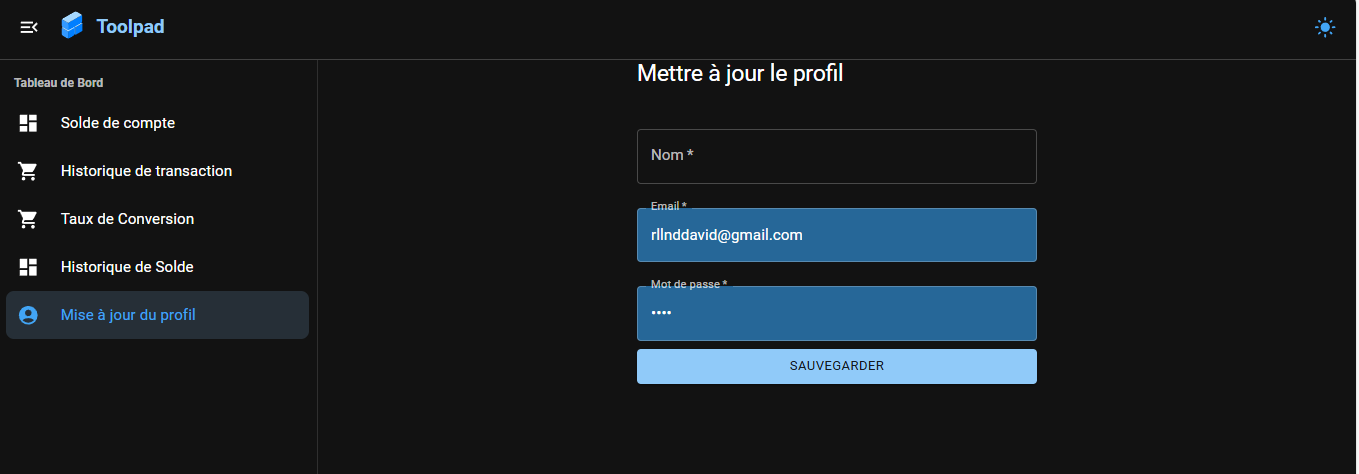 Toolpad
Tableau de Bord
Solde de compte
Historique de transaction
Taux de Conversion
Historique de Solde
Mise à jour du profil
Mettre à jour le profil
Nom *
Email *
rllnddavid@gmail.com
Mot de passe *
••••
SAUVEGARDER